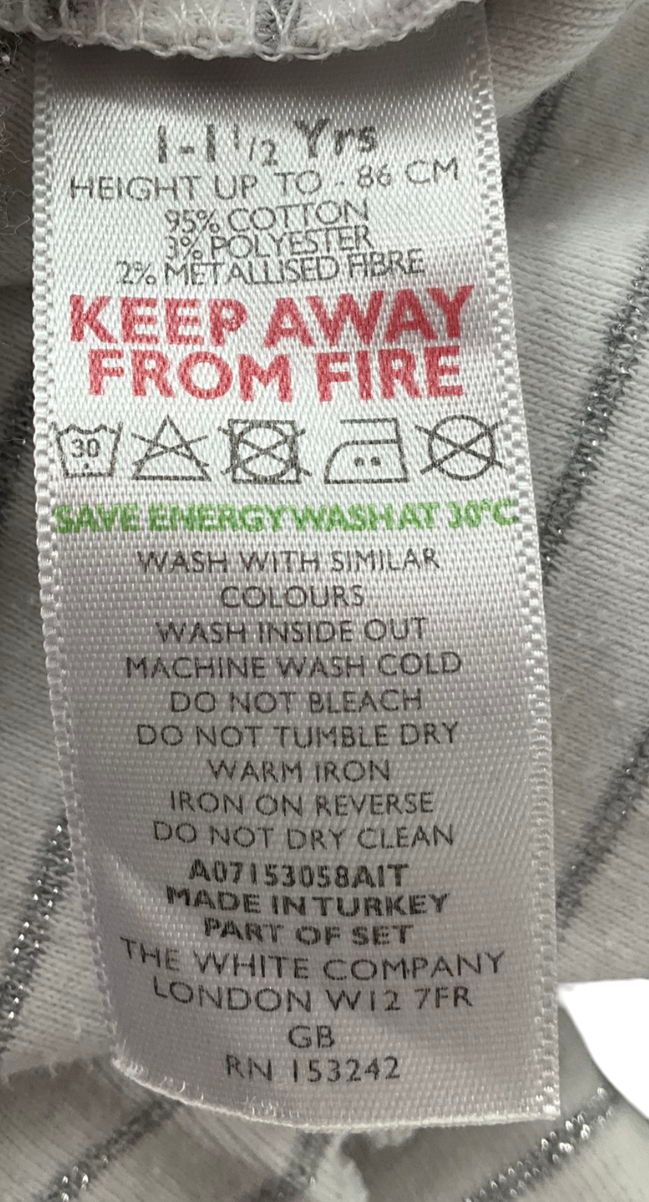 1-1 1/2 Yrs
HEIGHT UP TO - 86 CM
95% COTTON
3% POLYESTER
2% METALLISED FIBRE
KEEP AWAY
FROM FIRE
30
SAVE ENERGY WASH AT 30°C
WASH WITH SIMILAR
COLOURS
WASH INSIDE OUT
MACHINE WASH COLD
DO NOT BLEACH
DO NOT TUMBLE DRY
WARM IRON
IRON ON REVERSE
DO NOT DRY CLEAN
A07153058AIT
MADE IN TURKEY
PART OF SET
THE WHITE COMPANY
LONDON W12 7FR
GB
RN 153242